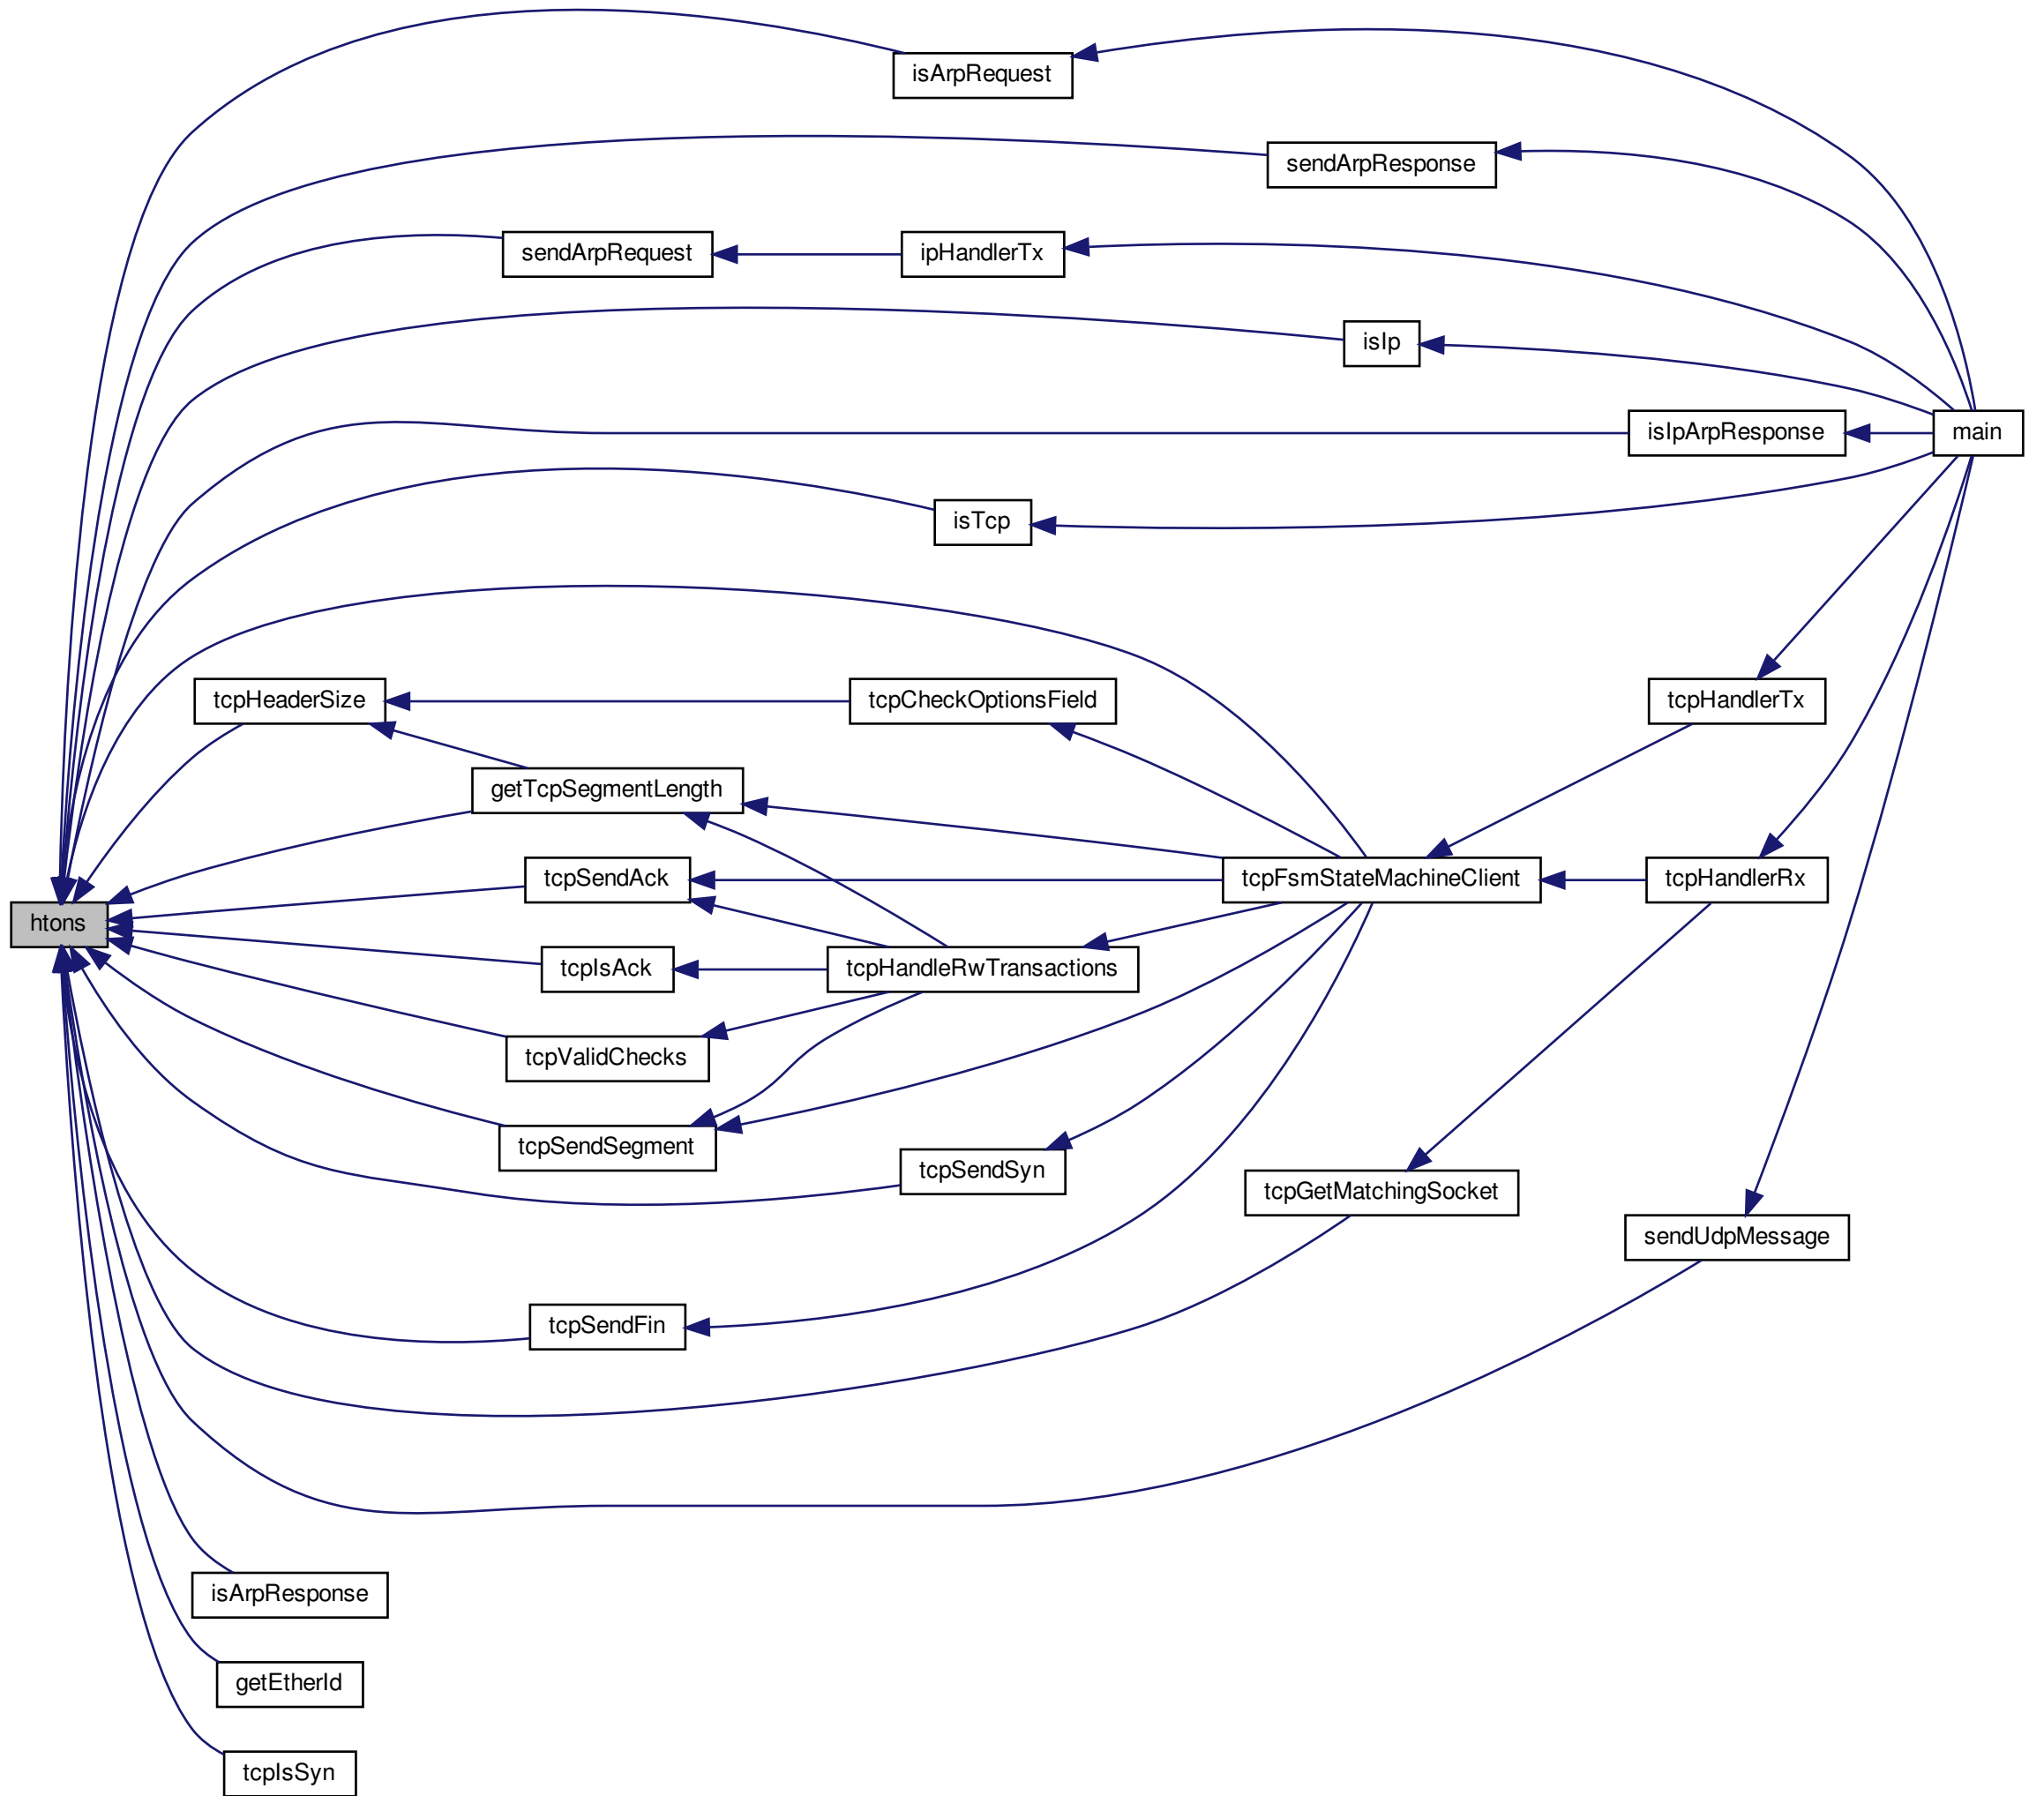 isArpRequest
sendArpResponse
sendArpRequest
ipHandlerTx
isIp
isIpArpResponse
main
isTcp
tcpHeaderSize
tcpCheckOptionsField
tcpHandlerTx
getTcpSegmentLength
tcpSendAck
tcpFsmStateMachineClient
tcpHandlerRx
htons
tcpIsAck
tcpHandleRwTransactions
tcpValidChecks
tcpSendSegment
tcpSendSyn
tcpGetMatchingSocket
sendUdpMessage
tcpSendFin
isArpResponse
getEtherId
tcpIsSyn